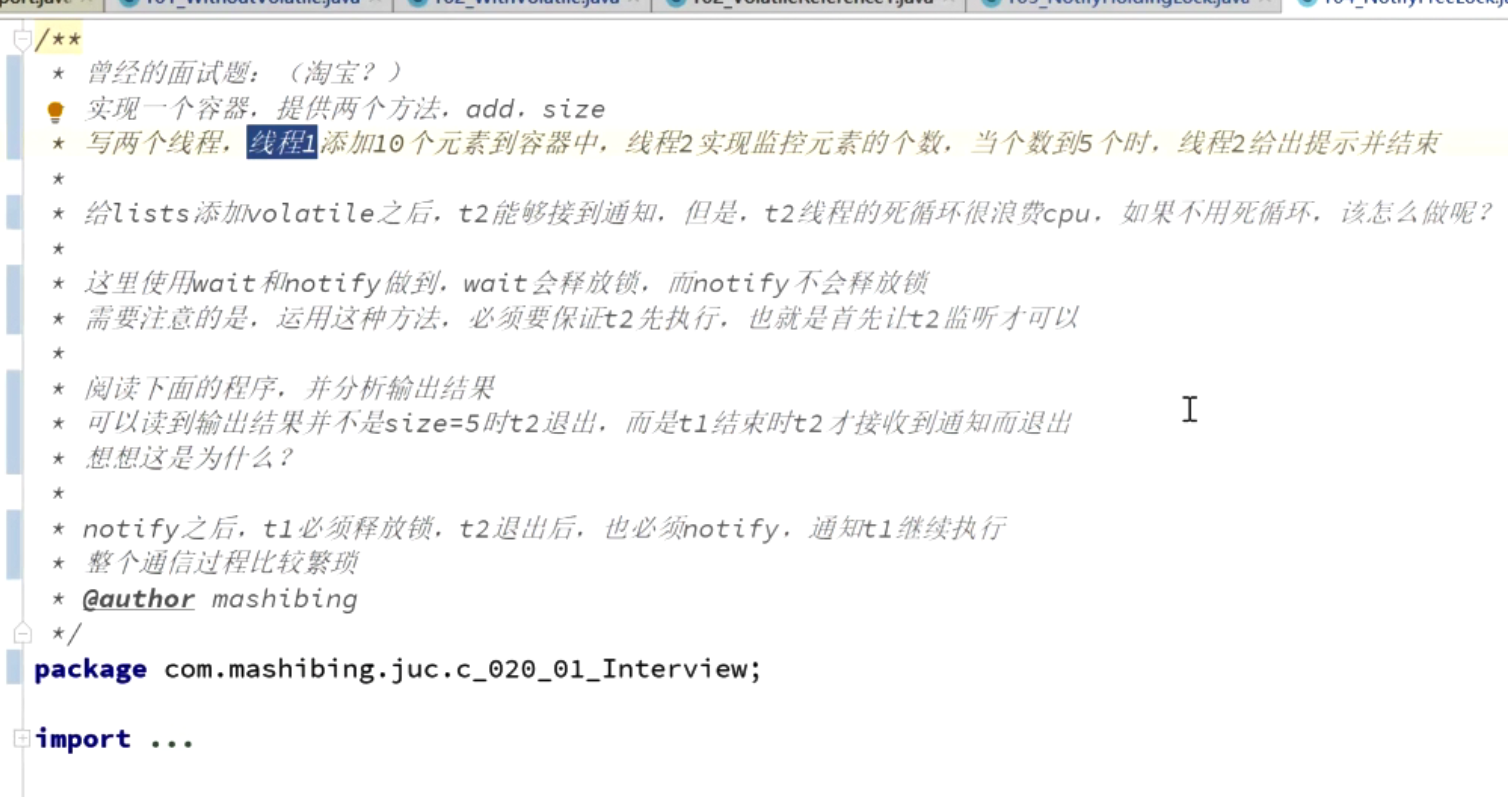 T01_WithoutVolatile.java T02_WithVolatile.java T02_VolatileReference1.java T03_NotifyHoldingLock.java
/**
* 曾经的面试题：（淘宝？）
实现一个容器，提供两个方法，add，size
* 写两个线程，线程1添加10个元素到容器中，线程2实现监控元素的个数，当个数到5个时，线程2给出提示并结束
*
* 给lists添加volatile之后，t2能够接到通知，但是，t2线程的死循环很浪费cpu，如果不用死循环，该怎么做呢？
*
* 这里使用wait和notify做到，wait会释放锁，而notify不会释放锁
* 需要注意的是，运用这种方法，必须要保证t2先执行，也就是首先让t2监听才可以
*
* 阅读下面的程序，并分析输出结果
* 可以读到输出结果并不是size=5时t2退出，而是t1结束时t2才接收到通知而退出
* 想想这是为什么？
*
* notify之后，t1必须释放锁，t2退出后，也必须notify，通知t1继续执行
* 整个通信过程比较繁琐
* @author mashibing
*/
package com.mashibing.juc.c_020_01_Interview;
import ...